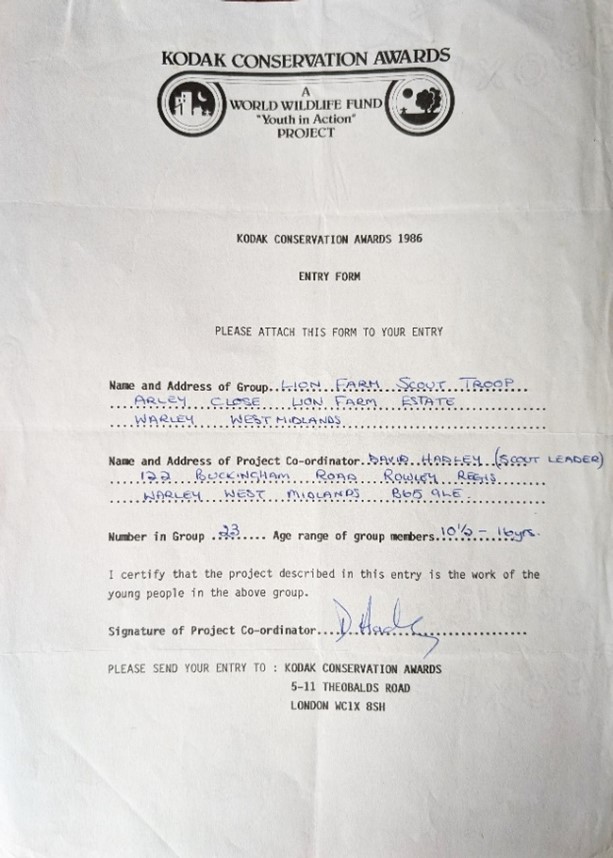 KODAK CONSERVATION AWARDS
A
WORLD WILDLIFE FUND
"Youth in Action"
PROJECT
KODAK CONSERVATION AWARDS 1986
ENTRY FORM
PLEASE ATTACH THIS FORM TO YOUR ENTRY
Name and Address of Group..LION FARM SCOUT TROOP
ARLEY CLOSE LION FARM ESTATE
WARLEY WEST MIDLANDS
Name and Address of Project Co-ordinator.DAVID HADLEY (SCOUT LEADER)
122 BUCKINGHAM ROAD ROWLEY REGIS
WARLEY WEST MIDLANDS B65 9LE.
Number in Group .23.... Age range of group members.10½ - 16yrs.
I certify that the project described in this entry is the work of the
young people in the above group.
Signature of Project Co-ordinator....D. Hadley
PLEASE SEND YOUR ENTRY TO : KODAK CONSERVATION AWARDS
5-11 THEOBALDS ROAD
LONDON WC1X 8SH